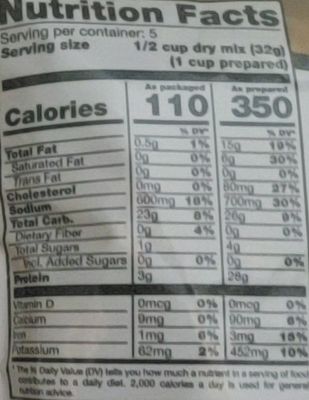 Nutrition Facts
Serving per container: 5
Serving size 1/2 cup dry mix (32g)
(1 cup prepared)
As packaged As prepared
Calories 110 350
% DV* % DV*
Total Fat 0.5g 1% 15g 19%
Saturated Fat 0g 0% 6g 30%
Trans Fat 0g 0% 0g 0%
Cholesterol 0mg 0% 80mg 27%
Sodium 600mg 700mg 30%
Total Carb. 23g 8% 26g
Dietary Fiber 0g 4% 0g 0%
Total Sugars 1g 4g
Incl. Added Sugars 0g 0% 0g 0%
Protein 3g 28g
Vitamin D 0mcg 0% 0mcg 0%
Calcium 9mg 0% 90mg 6%
Iron 1mg 6% 3mg 15%
Potassium 62mg 2% 452mg 10%
* The % Daily Value (DV) tells you how much a nutrient in a serving of food
contributes to a daily diet. 2,000 calories a day is used for general
nutrition advice.